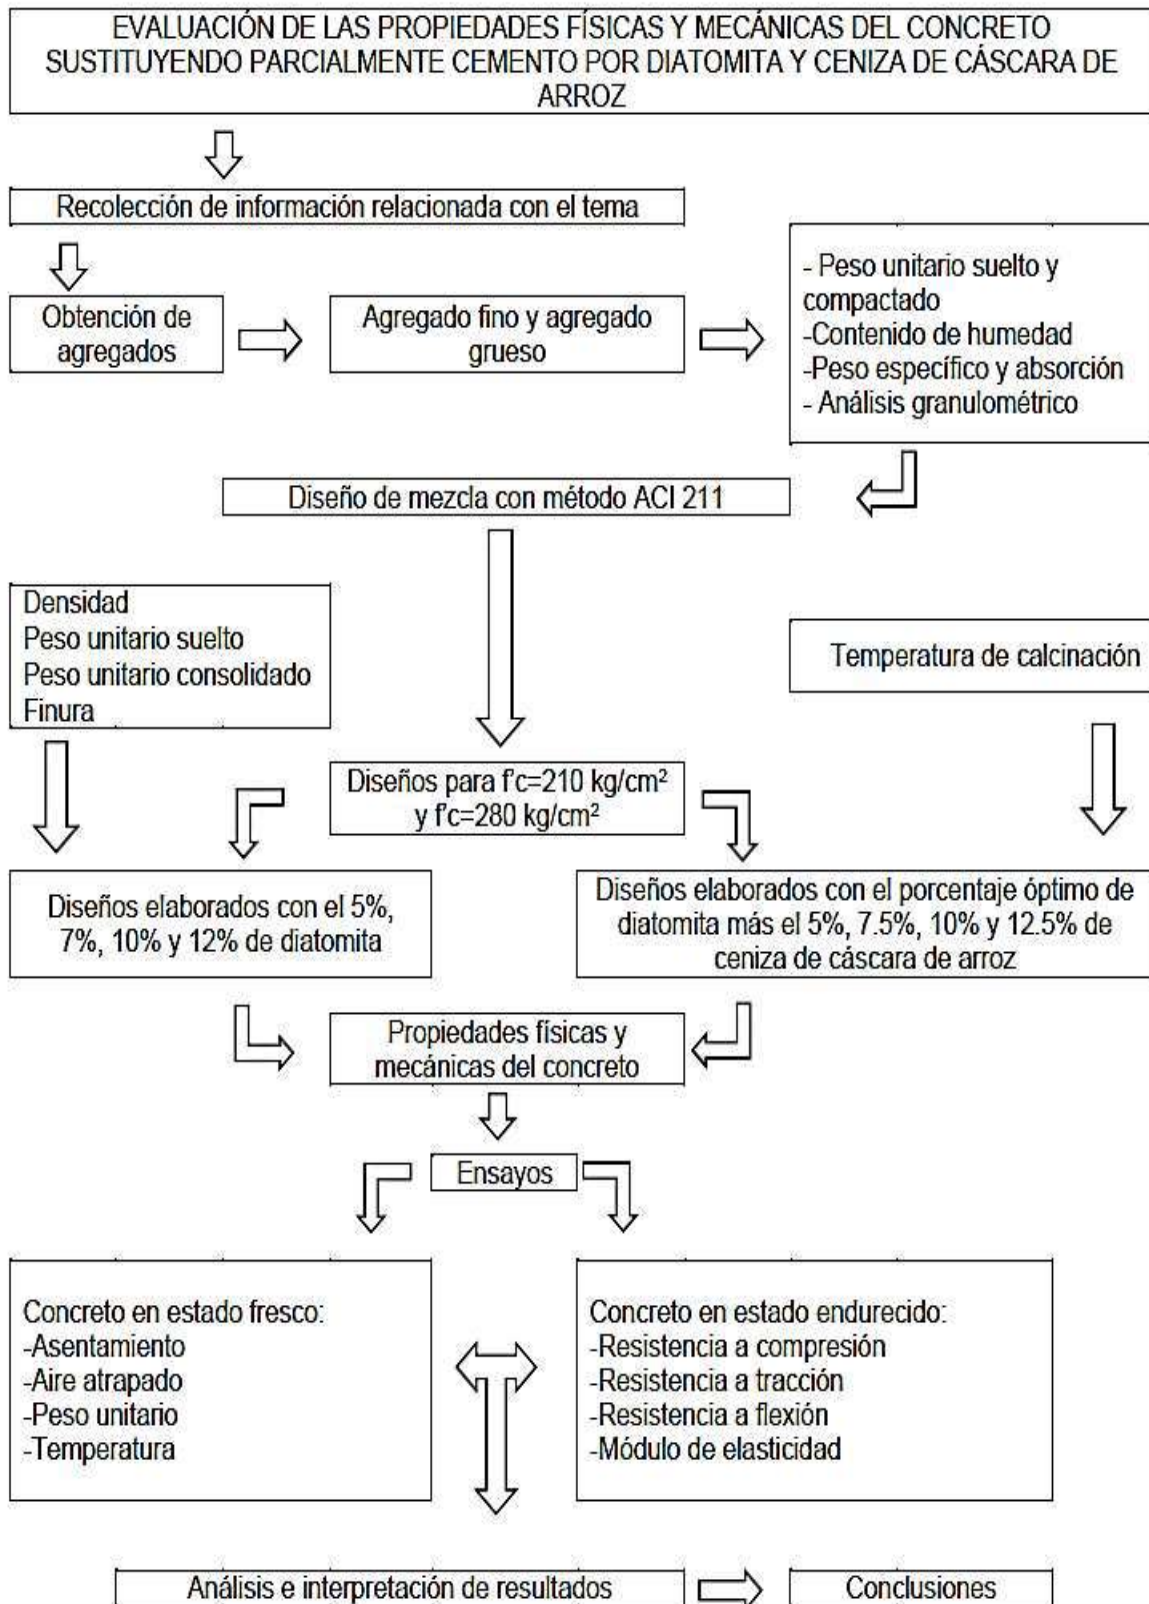 EVALUACIÓN DE LAS PROPIEDADES FÍSICAS Y MECÁNICAS DEL CONCRETO
SUSTITUYENDO PARCIALMENTE CEMENTO POR DIATOMITA Y CENIZA DE CÁSCARA DE
ARROZ
Recolección de información relacionada con el tema
Obtención de
agregados
Agregado fino y agregado
grueso
- Peso unitario suelto y
compactado
-Contenido de humedad
-Peso específico y absorción
- Análisis granulométrico
Diseño de mezcla con método ACI 211
Densidad
Peso unitario suelto
Peso unitario consolidado
Finura
Temperatura de calcinación
Diseños para f'c=210 kg/cm²
y f'c=280 kg/cm²
Diseños elaborados con el 5%,
7%, 10% y 12% de diatomita
Diseños elaborados con el porcentaje óptimo de
diatomita más el 5%, 7.5%, 10% y 12.5% de
ceniza de cáscara de arroz
Propiedades físicas y
mecánicas del concreto
Ensayos
Concreto en estado fresco:
-Asentamiento
-Aire atrapado
-Peso unitario
-Temperatura
Concreto en estado endurecido:
-Resistencia a compresión
-Resistencia a tracción
-Resistencia a flexión
-Módulo de elasticidad
Análisis e interpretación de resultados
Conclusiones